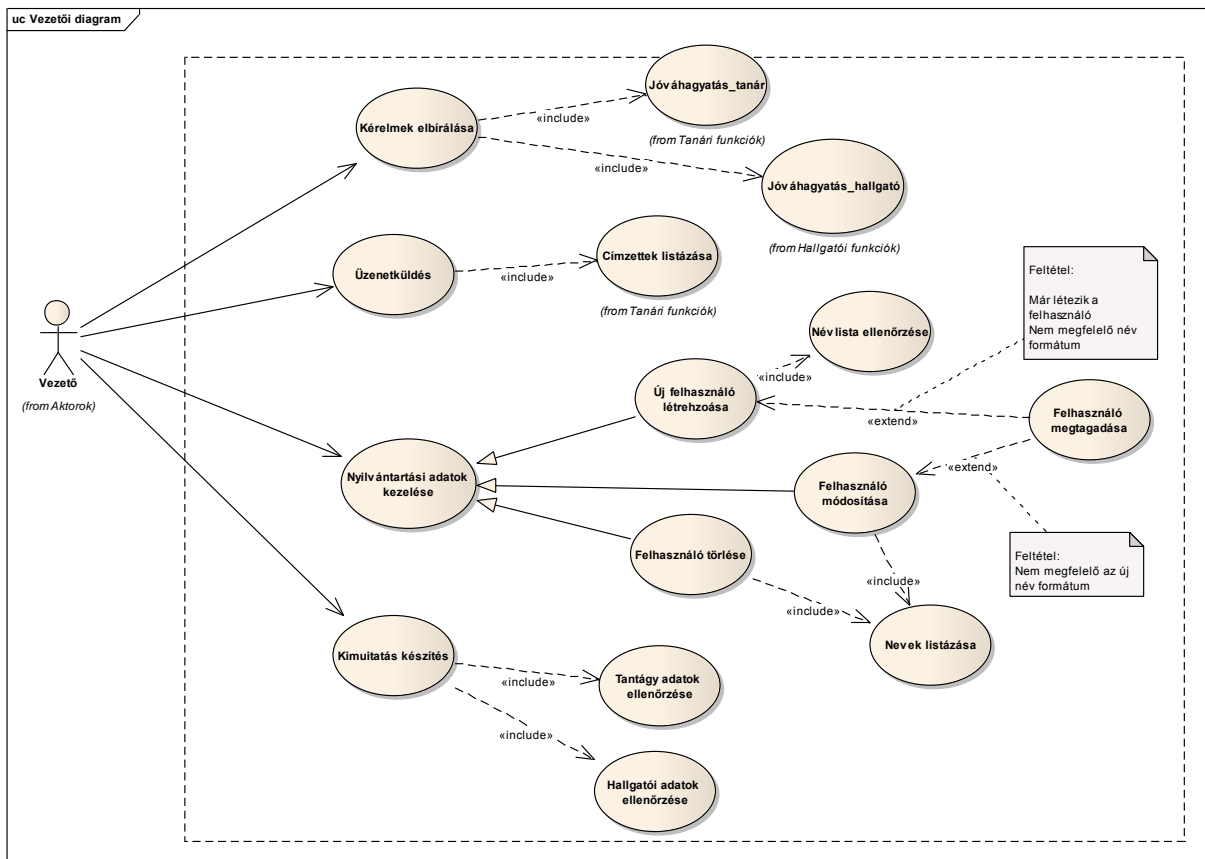 uc Vezetői diagram
Kérelmek elbírálása
«include»
Jóváhagyatás_tanár
(from Tanári funkciók)
«include»
Jóváhagyatás_hallgató
(from Hallgatói funkciók)
Üzenetküldés
«include»
Címzettek listázása
(from Tanári funkciók)
Feltétel:
Már létezik a
felhasználó
Nem megfelelő név
formátum
Vezető
(from Aktorok)
Névlista ellenőrzése
«include»
Új felhasználó
létrehzoása
«extend»
Felhasználó
megtagadása
«extend»
Nyilvántartási adatok
kezelése
Felhasználó
módosítása
Felhasználó törlése
Feltétel:
Nem megfelelő az új
név formátum
«include»
«include»
Nevek listázása
Kimuitatás készítés
«include»
Tantágy adatok
ellenőrzése
«include»
Hallgatói adatok
ellenőrzése